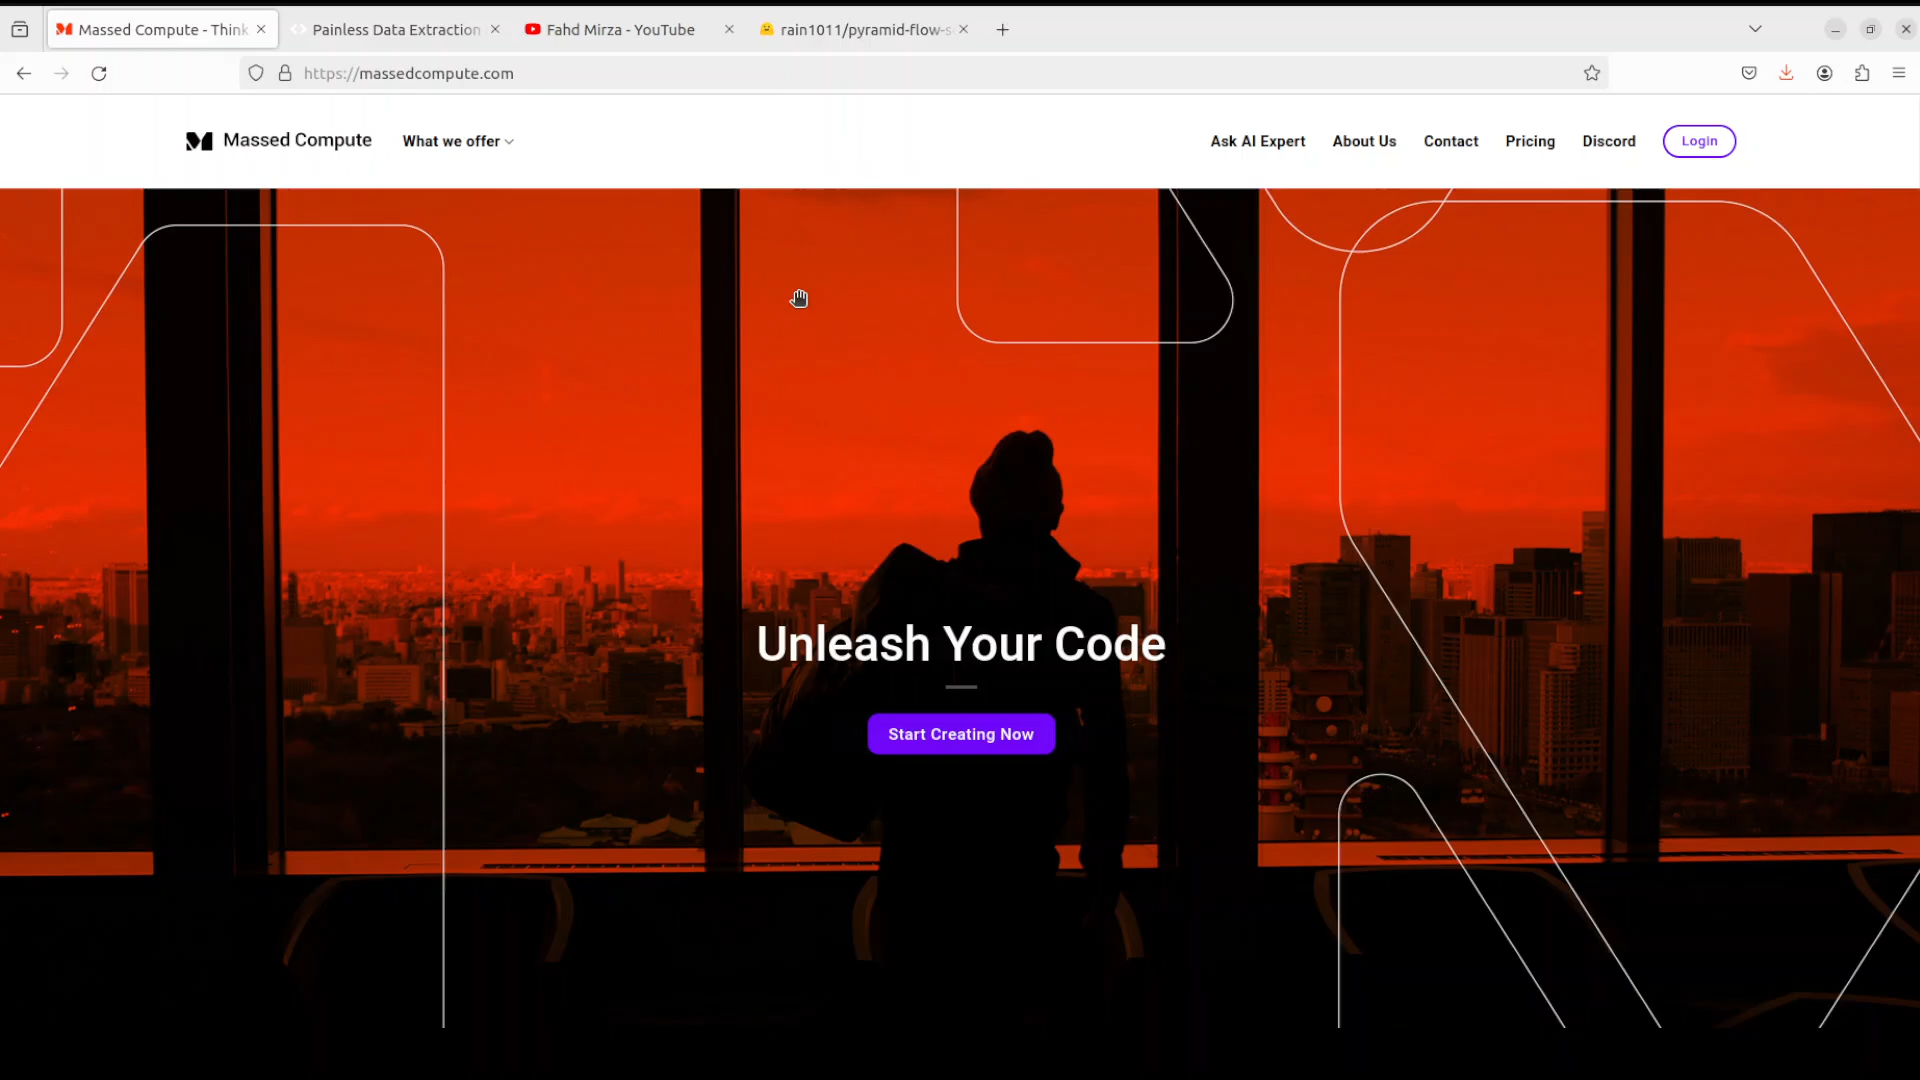 Massed Compute - Think
Painless Data Extraction
Fahd Mirza - YouTube
rain1011/pyramid-flow-s
https://massedcompute.com
Massed Compute
What we offer
Ask AI Expert
About Us
Contact
Pricing
Discord
Login
Unleash Your Code
Start Creating Now